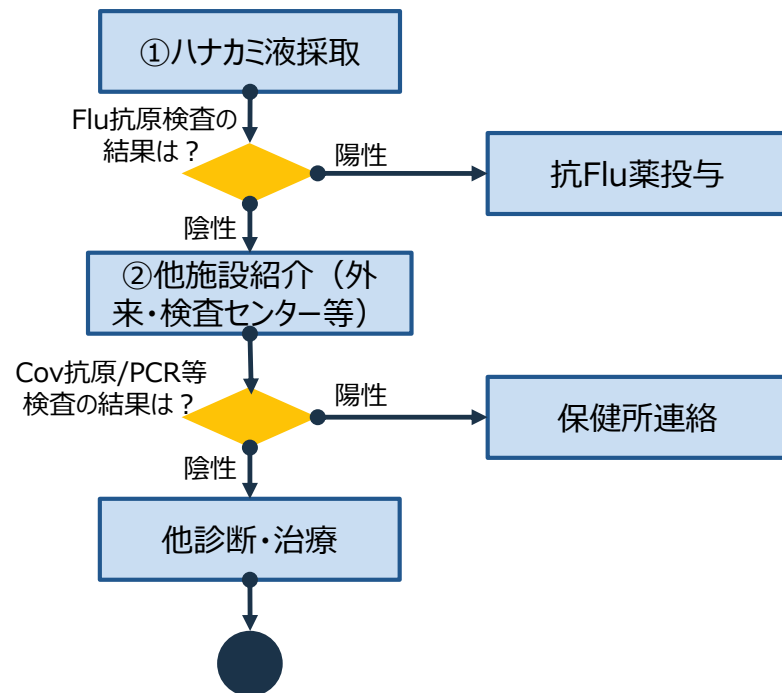 ①ハナカミ液採取
Flu抗原検査の
結果は？
陽性
抗Flu薬投与
陰性
②他施設紹介（外
来・検査センター等）
Cov抗原/PCR等
検査の結果は？
陽性
保健所連絡
陰性
他診断・治療